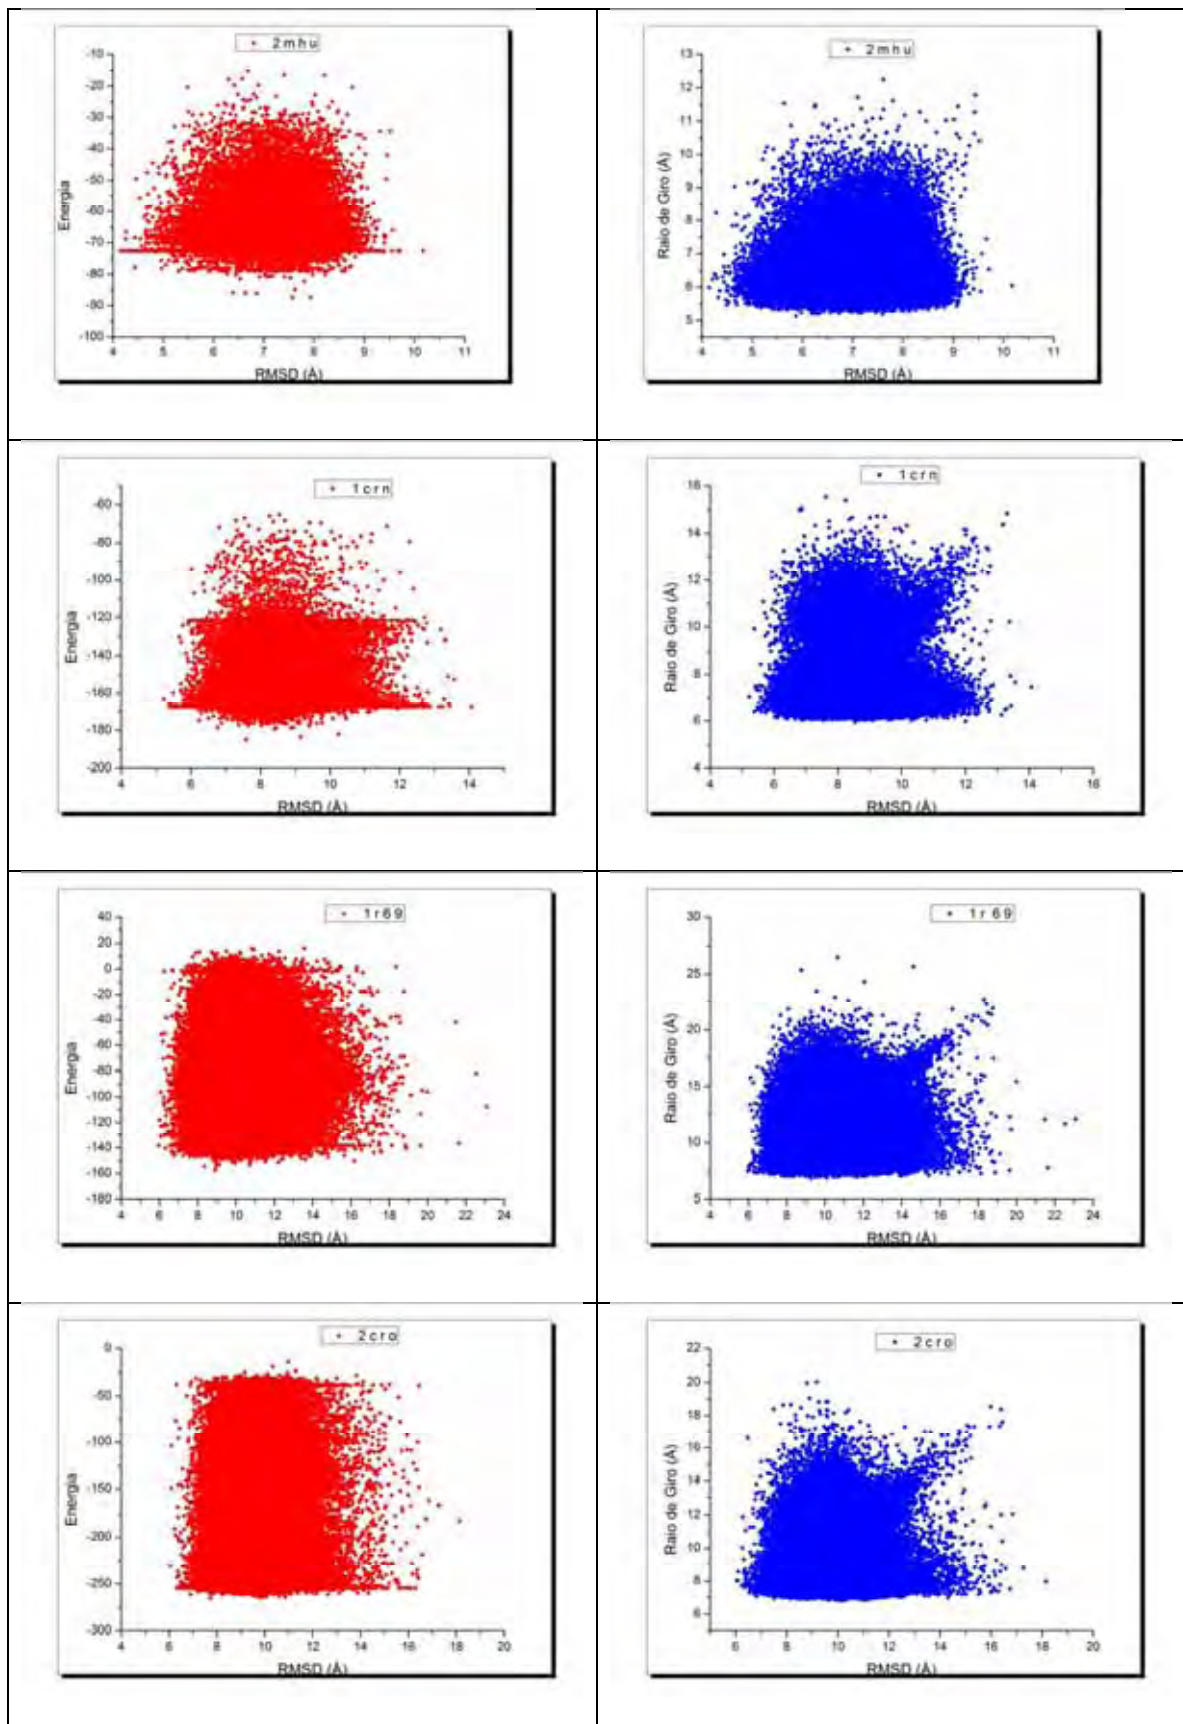 2mhu
-10
-20
-30
-40
-50
-60
-70
-80
-90
-100
Energia
4 5 6 7 8 9 10 11
RMSD (Å)
2mhu
13
12
11
10
9
8
7
6
5
Raio de Giro (Å)
4 5 6 7 8 9 10 11
RMSD (Å)
1crn
-60
-80
-100
-120
-140
-160
-180
-200
Energia
4 6 8 10 12 14
RMSD (Å)
1crn
16
14
12
10
8
6
4
Raio de Giro (Å)
4 6 8 10 12 14 16
RMSD (Å)
1r69
40
20
0
-20
-40
-60
-80
-100
-120
-140
-160
-180
Energia
4 6 8 10 12 14 16 18 20 22 24
RMSD (Å)
1r69
30
25
20
15
10
5
Raio de Giro (Å)
4 6 8 10 12 14 16 18 20 22 24
RMSD (Å)
2cro
0
-50
-100
-150
-200
-250
-300
Energia
4 6 8 10 12 14 16 18 20
RMSD (Å)
2cro
22
20
18
16
14
12
10
8
6
Raio de Giro (Å)
6 8 10 12 14 16 18 20
RMSD (Å)